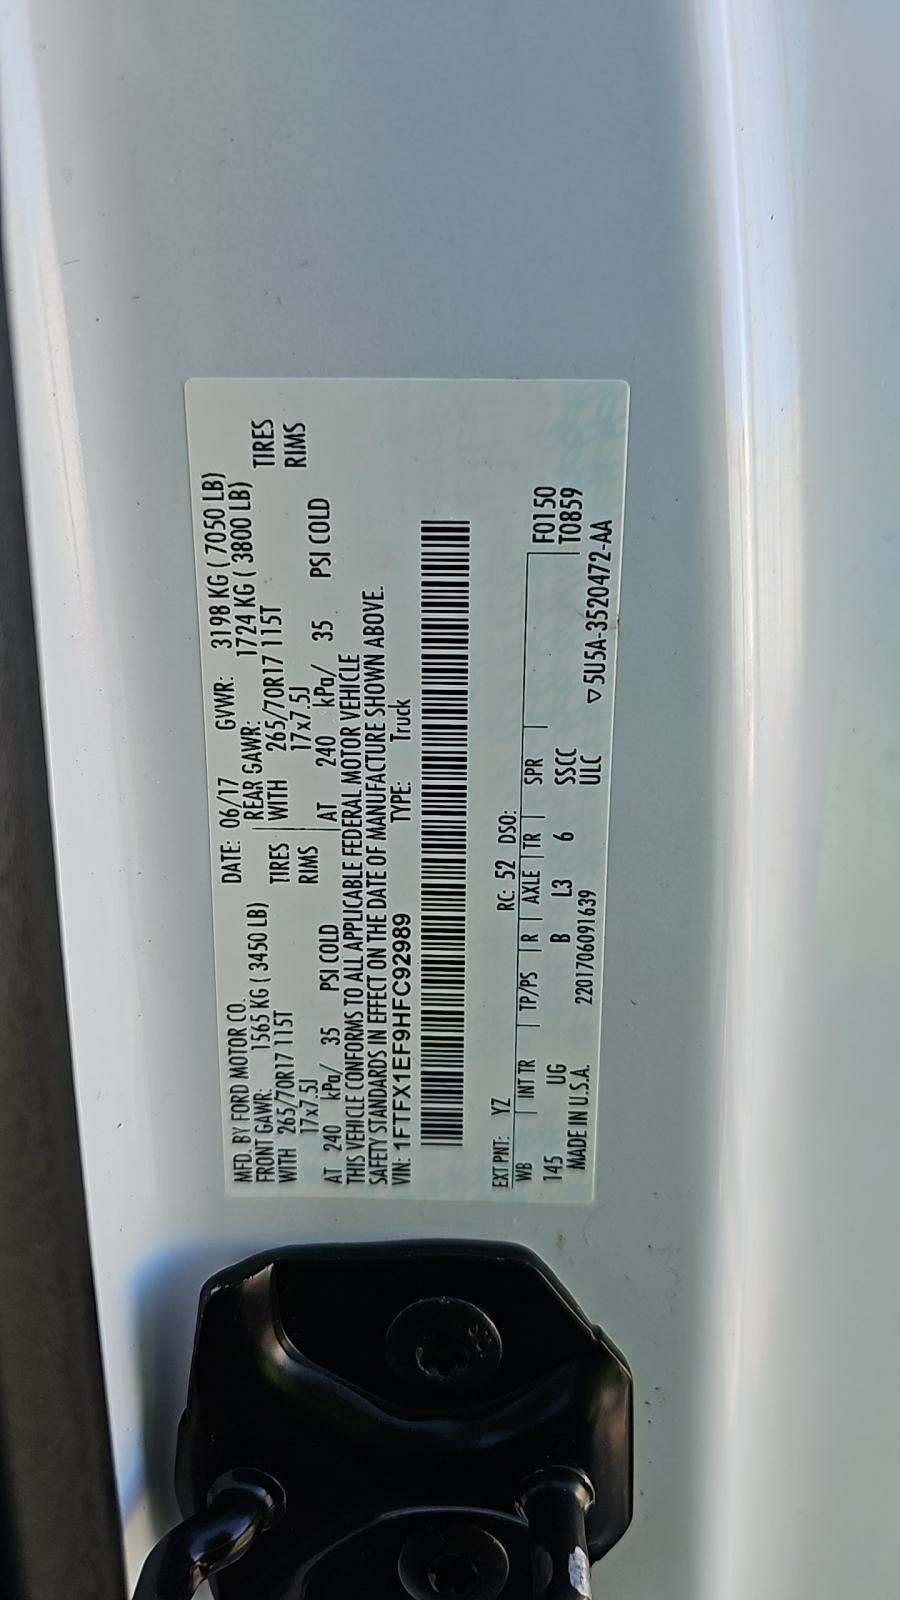 MFD. BY FORD MOTOR CO. DATE: 06/17 GVWR: 3198 KG ( 7050 LB)
FRONT GAWR: 1565 KG ( 3450 LB) REAR GAWR: 1724 KG ( 3800 LB)
WITH 265/70R17 115T TIRES WITH 265/70R17 115T TIRES
17x7.5J RIMS 17x7.5J RIMS
AT 240 kPa/ 35 PSI COLD AT 240 kPa/ 35 PSI COLD
THIS VEHICLE CONFORMS TO ALL APPLICABLE FEDERAL MOTOR VEHICLE
SAFETY STANDARDS IN EFFECT ON THE DATE OF MANUFACTURE SHOWN ABOVE.
VIN: 1FTFX1EF9HFC92989 TYPE: Truck
EXT PNT: YZ RC: 52 DSO:
WB INT TR TP/PS R AXLE TR SPR F0150
145 UG B L3 6 SSCC T0859
MADE IN U.S.A. 2201706091639 ULC ▽5U5A-3520472-AA